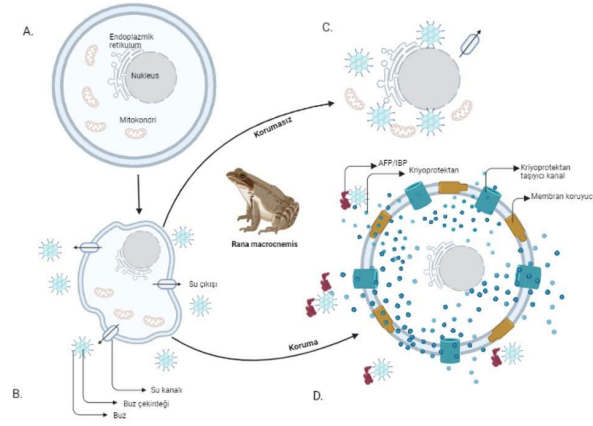 A.
Endoplazmik
retikulum
Nukleus
Mitokondri
C.
Korumasız
Rana macrocnemis
AFP/IBP
Kriyoprotektan
Kriyoprotektan
taşıyıcı kanal
Membran koruyuc
Su çıkışı
Koruma
B.
Su kanalı
Buz çekirdeği
Buz
D.